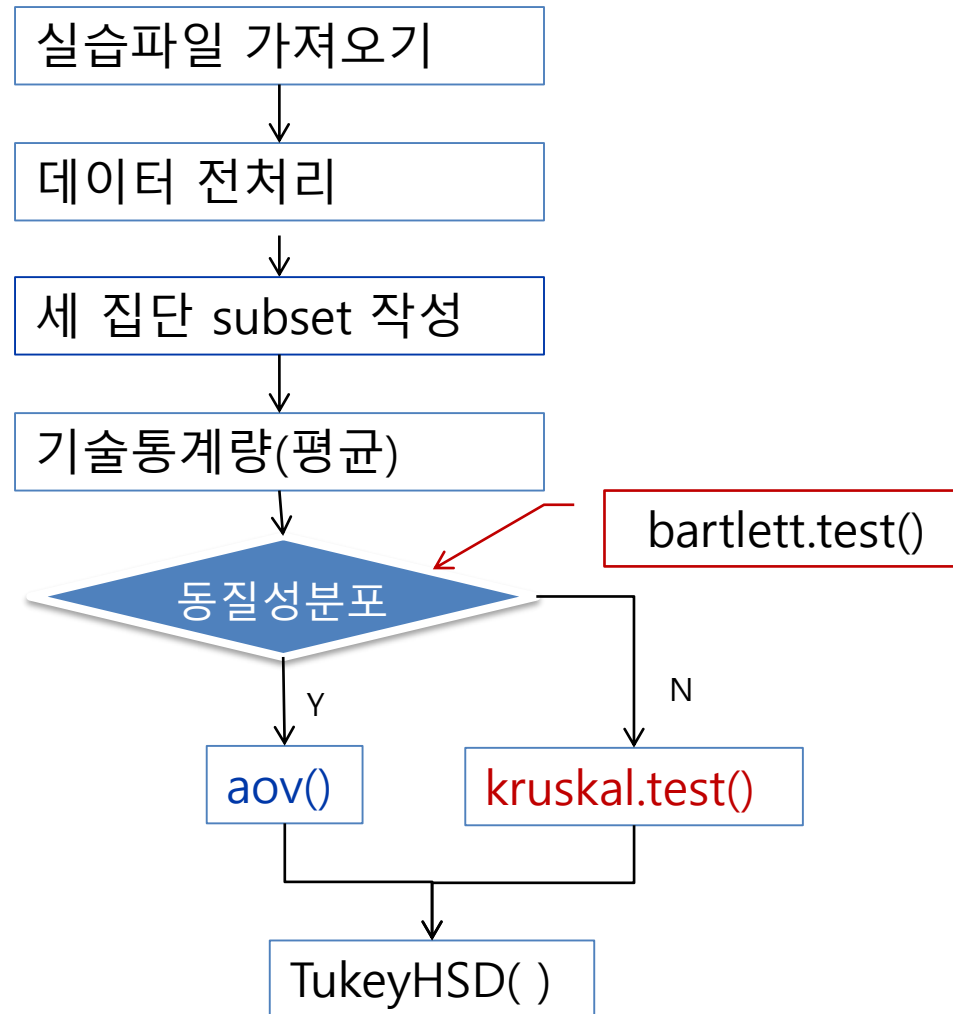 실습파일 가져오기
데이터 전처리
세 집단 subset 작성
기술통계량(평균)
bartlett.test()
동질성분포
Y
N
aov()
kruskal.test()
TukeyHSD( )